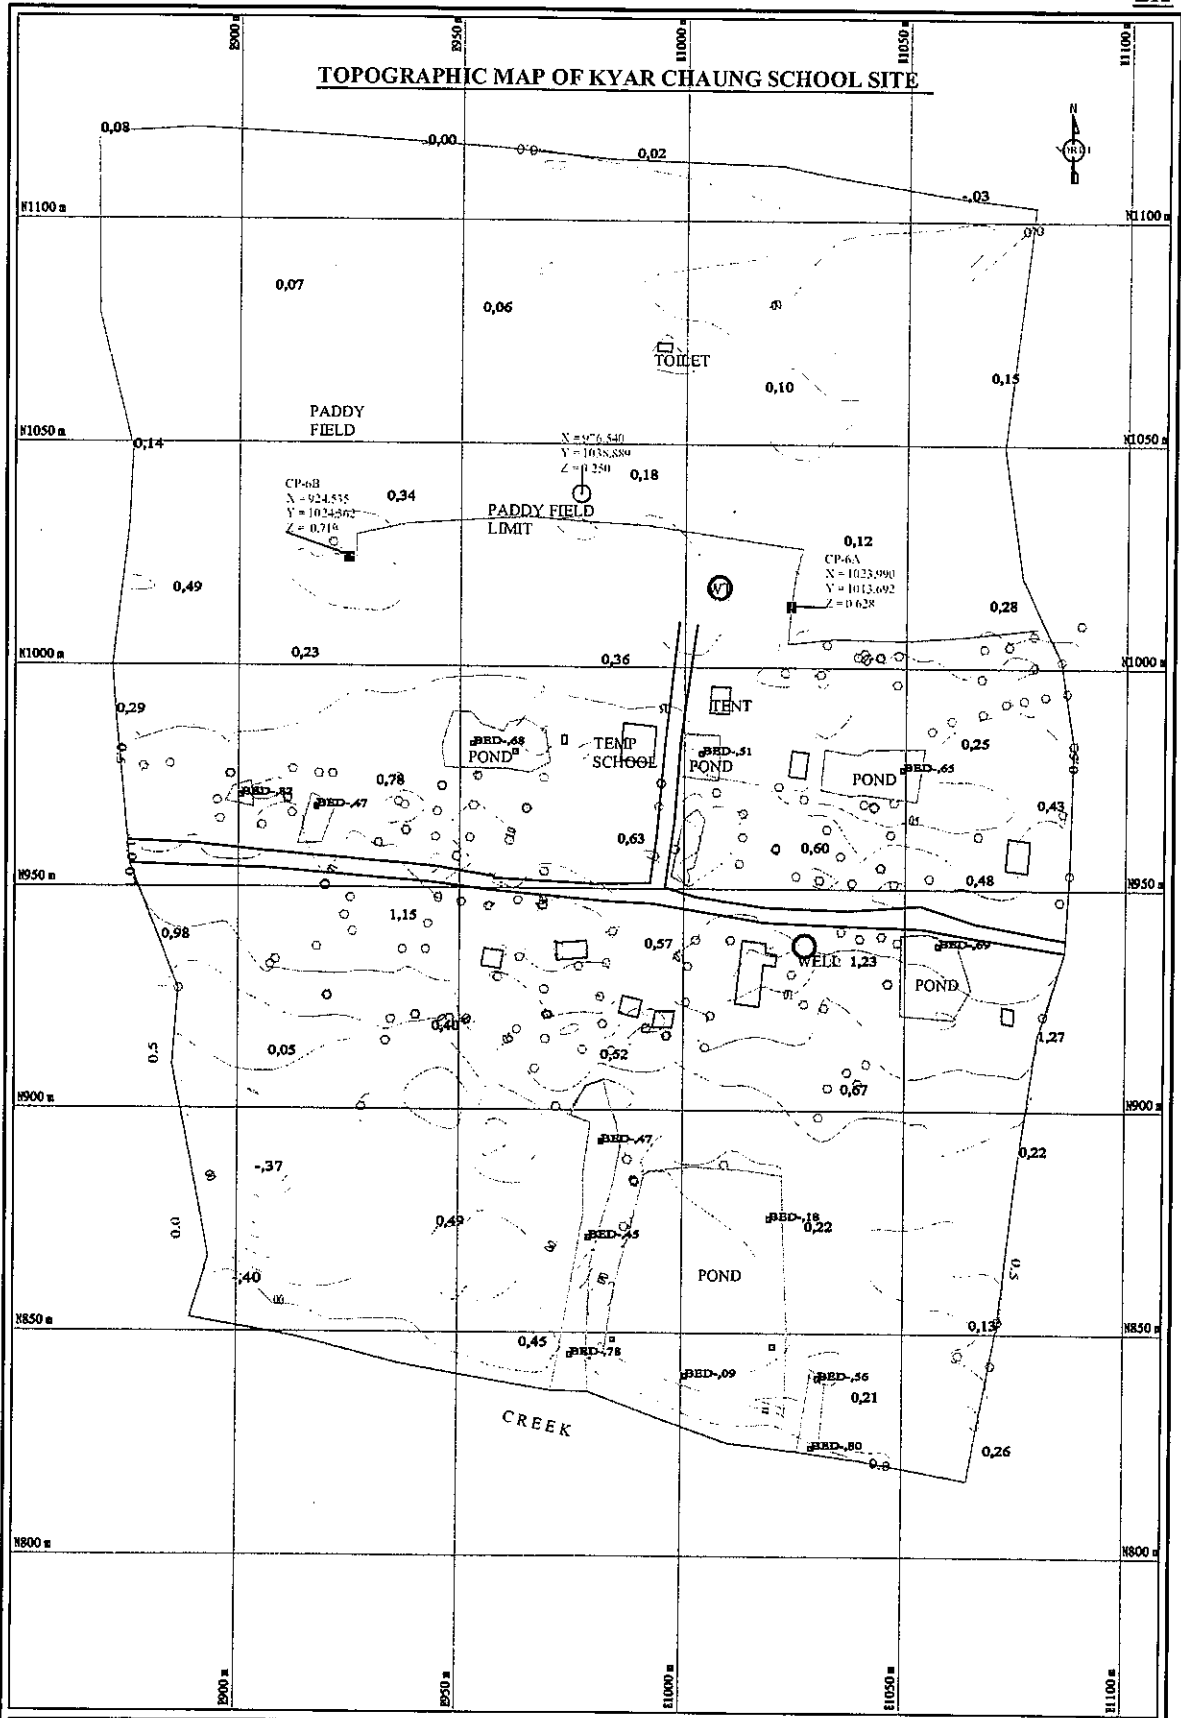 E900 m
E950 m
E1000 m
E1050 m
E1100 m
TOPOGRAPHIC MAP OF KYAR CHAUNG SCHOOL SITE
N
0,08
-0,00
0,02
-,03
N1100 m
N1100 m
0,07
0,06
TOILET
0,10
0,15
PADDY
FIELD
N1050 m
0,14
N1050 m
X = 976.540
Y = 1038.889
Z = 0.250
0,18
CP-6B
X = 924.535
Y = 1024.362
Z = 0.719
0,34
PADDY FIELD
LIMIT
0,12
CP-6A
X = 1023.990
Y = 1013.692
Z = 0.628
0,49
WT
0,28
N1000 m
0,23
0,36
N1000 m
0,29
TENT
BED-,68
POND
TEMP
SCHOOL
BED-,51
POND
0,25
BED-,65
POND
0,78
BED-,47
0,43
0,63
0,60
N950 m
0,48
N950 m
1,15
0,98
0,57
WELL
1,23
BED-,69
POND
0.5
0,05
0,40
0,52
1,27
0,67
N900 m
N900 m
BED-,47
0,22
-,37
0,49
BED-,45
BED-,18
0,22
0.0
POND
0.5
-,40
N850 m
0,45
0,13
N850 m
BED-,78
BED-,09
BED-,56
0,21
CREEK
BED-,80
0,26
N800 m
N800 m
E900 m
E950 m
E1000 m
E1050 m
E1100 m